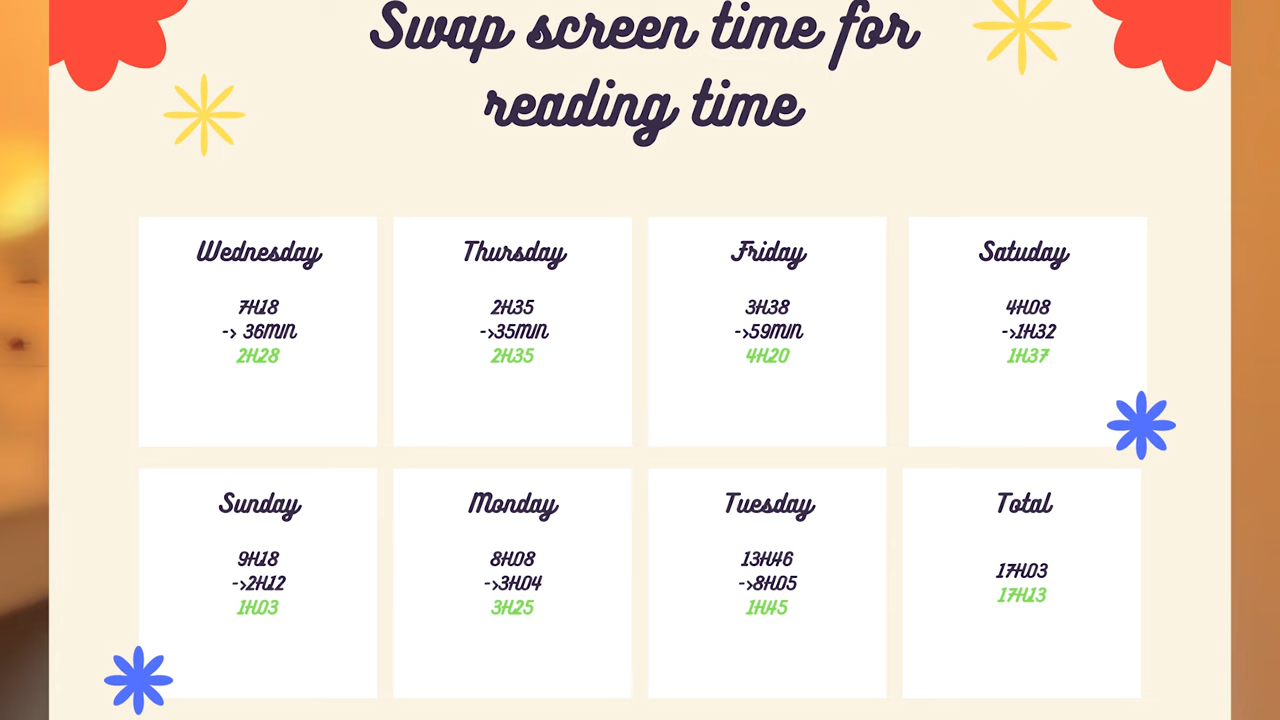 Swap screen time for
reading time
Wednesday
7H18
-> 36MIN
2H28
Thursday
2H35
->35MIN
2H35
Friday
3H38
->59MIN
4H20
Satuday
4H08
->1H32
1H37
Sunday
9H18
->2H12
1H03
Monday
8H08
->3H04
3H25
Tuesday
13H46
->8H05
1H45
Total
17H03
17H13